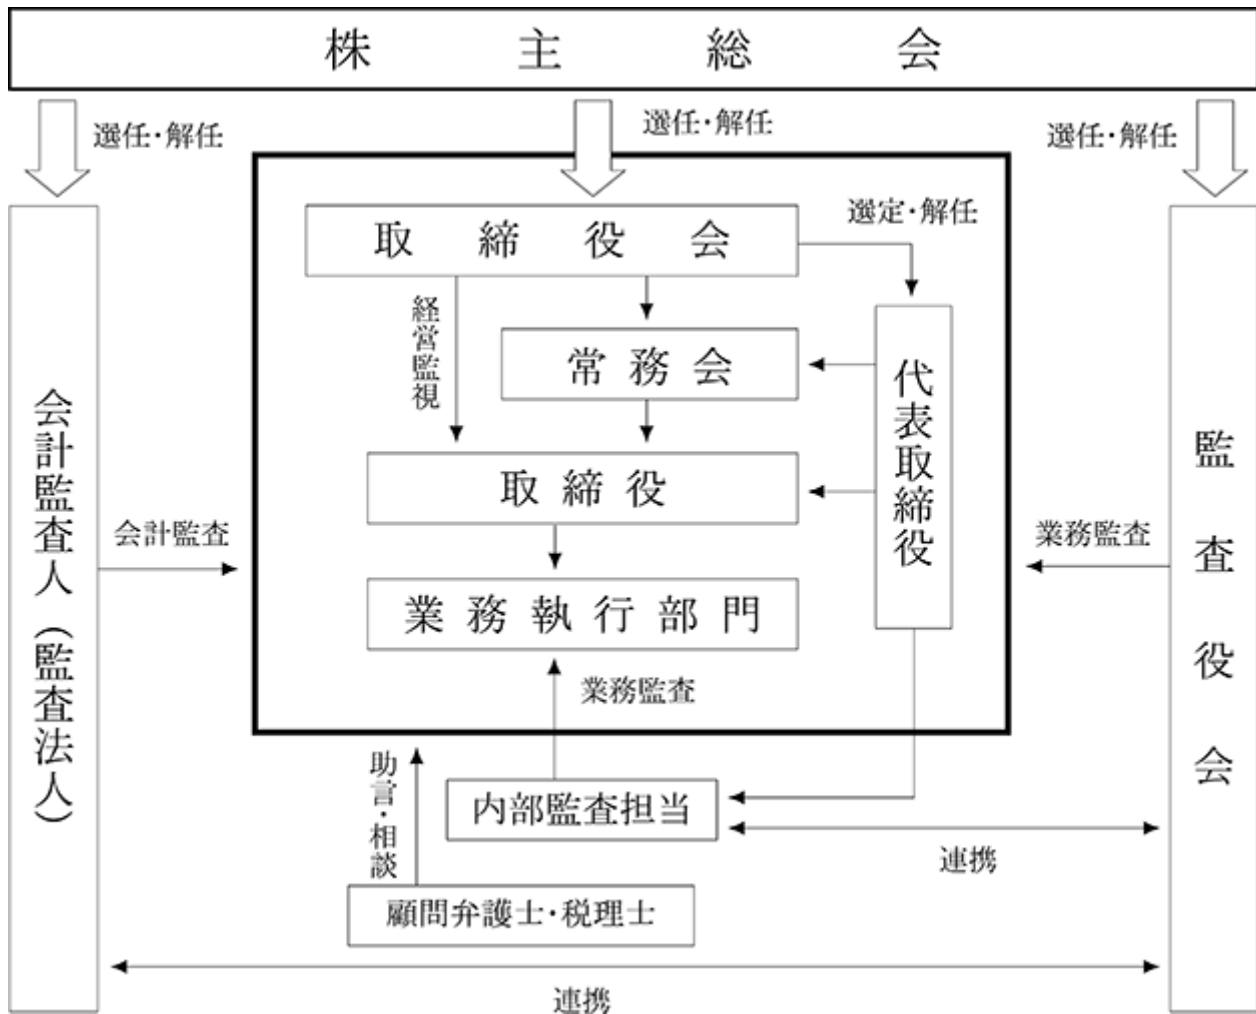 株主総会
選任・解任
選任・解任
選任・解任
取締役会
選定・解任
経営監視
常務会
代表取締役
取締役
業務執行部門
会計監査人（監査法人）
会計監査
監査役会
業務監査
業務監査
助言・相談
内部監査担当
連携
顧問弁護士・税理士
連携